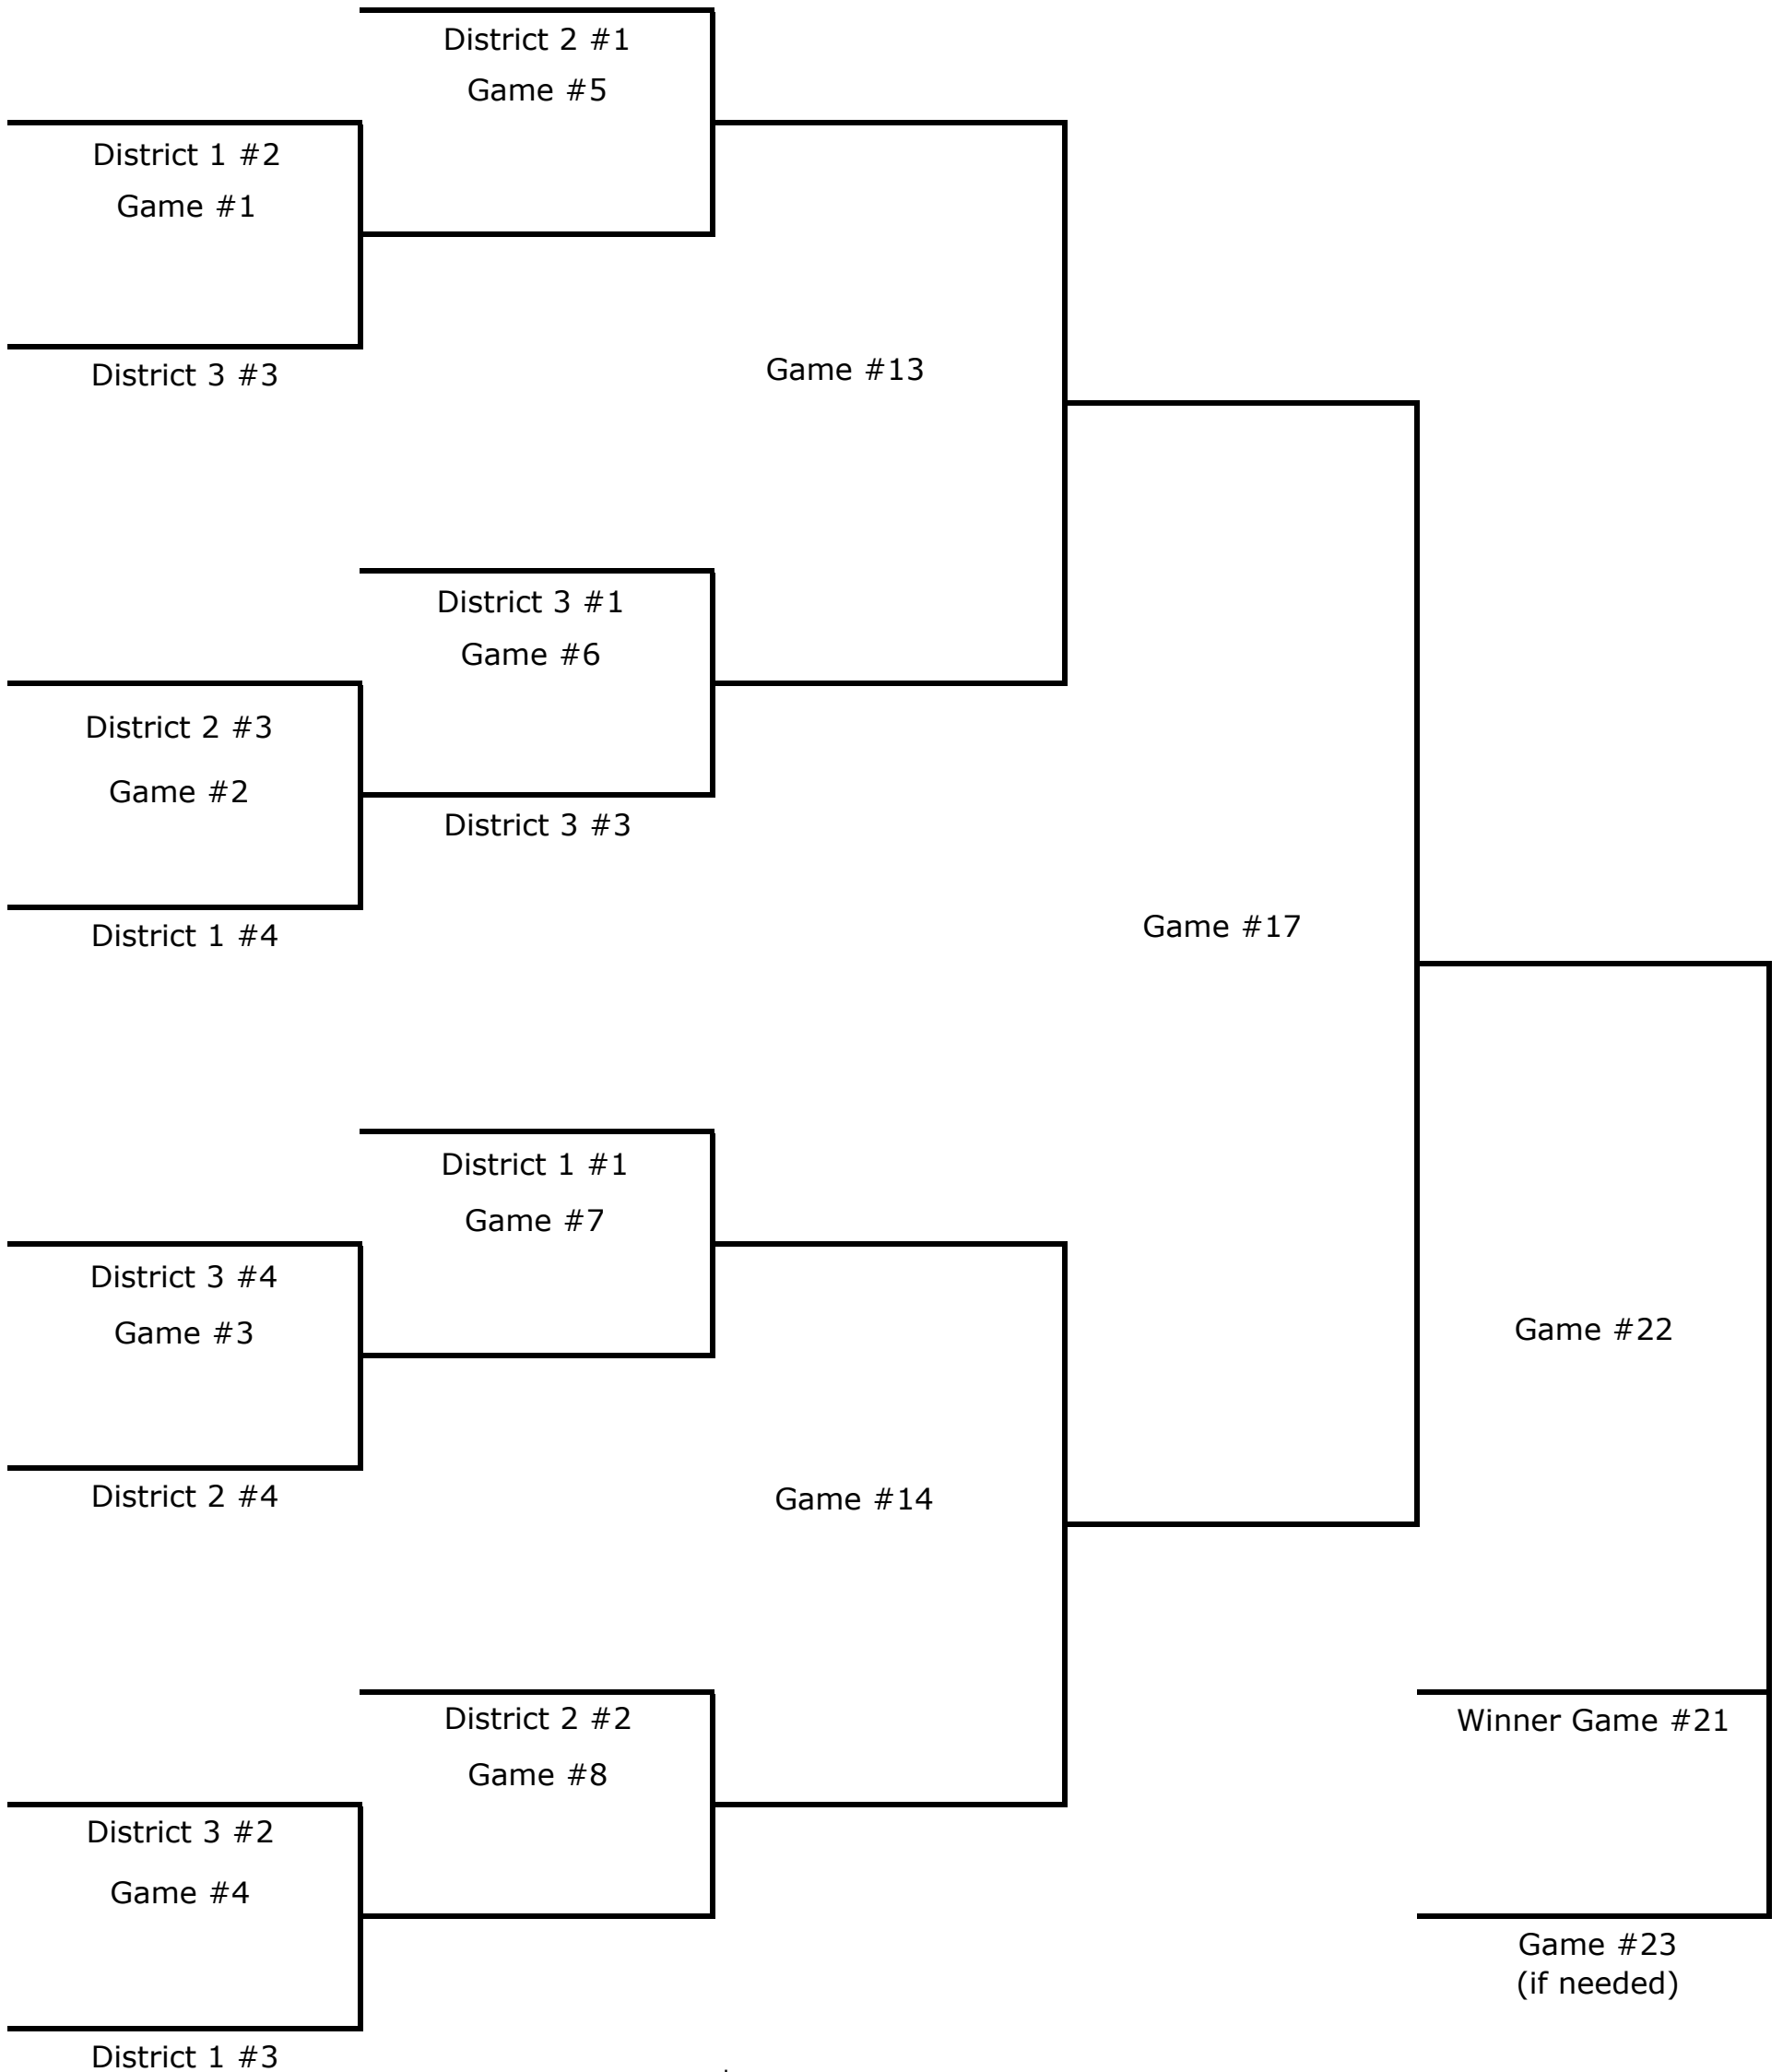 District 2 #1
Game #5
District 1 #2
Game #1
District 3 #3
Game #13
District 3 #1
Game #6
District 2 #3
Game #2
District 3 #3
District 1 #4
Game #17
District 1 #1
Game #7
District 3 #4
Game #3
Game #22
District 2 #4
Game #14
District 2 #2
Winner Game #21
Game #8
District 3 #2
Game #4
Game #23
(if needed)
District 1 #3